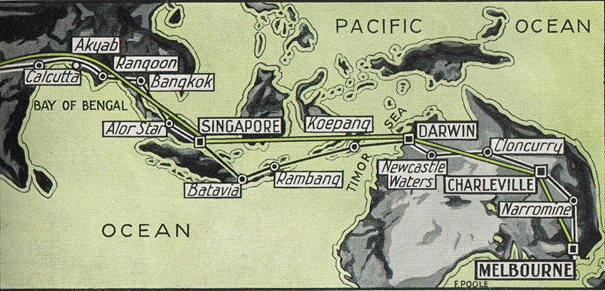 PACIFIC OCEAN
Akyab
Rangoon
Calcutta
Bangkok
BAY OF BENGAL
Alor Star
SINGAPORE
Koepang
TIMOR SEA
DARWIN
Cloncurry
Newcastle
Waters
CHARLEVILLE
Batavia
Rambang
Narromine
OCEAN
MELBOURNE
F.POOLE